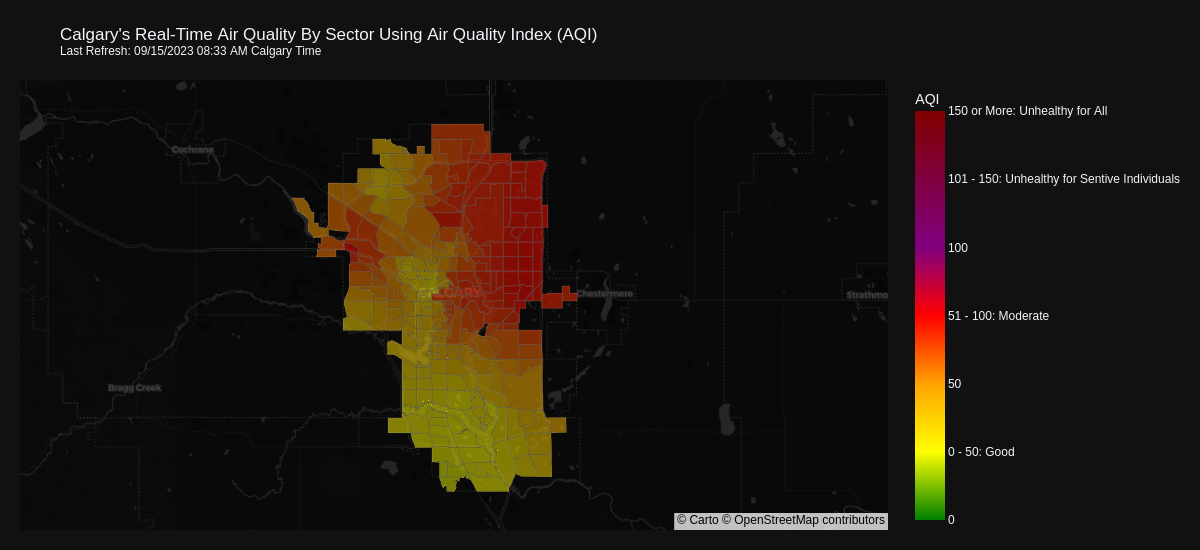 Calgary's Real-Time Air Quality By Sector Using Air Quality Index (AQI)
Last Refresh: 09/15/2023 08:33 AM Calgary Time
AQI
150 or More: Unhealthy for All
Cochrane
101 - 150: Unhealthy for Sentive Individuals
100
CALGARY
Chestermere
Strathmo
51 - 100: Moderate
Bragg Creek
50
0 - 50: Good
0
© Carto © OpenStreetMap contributors